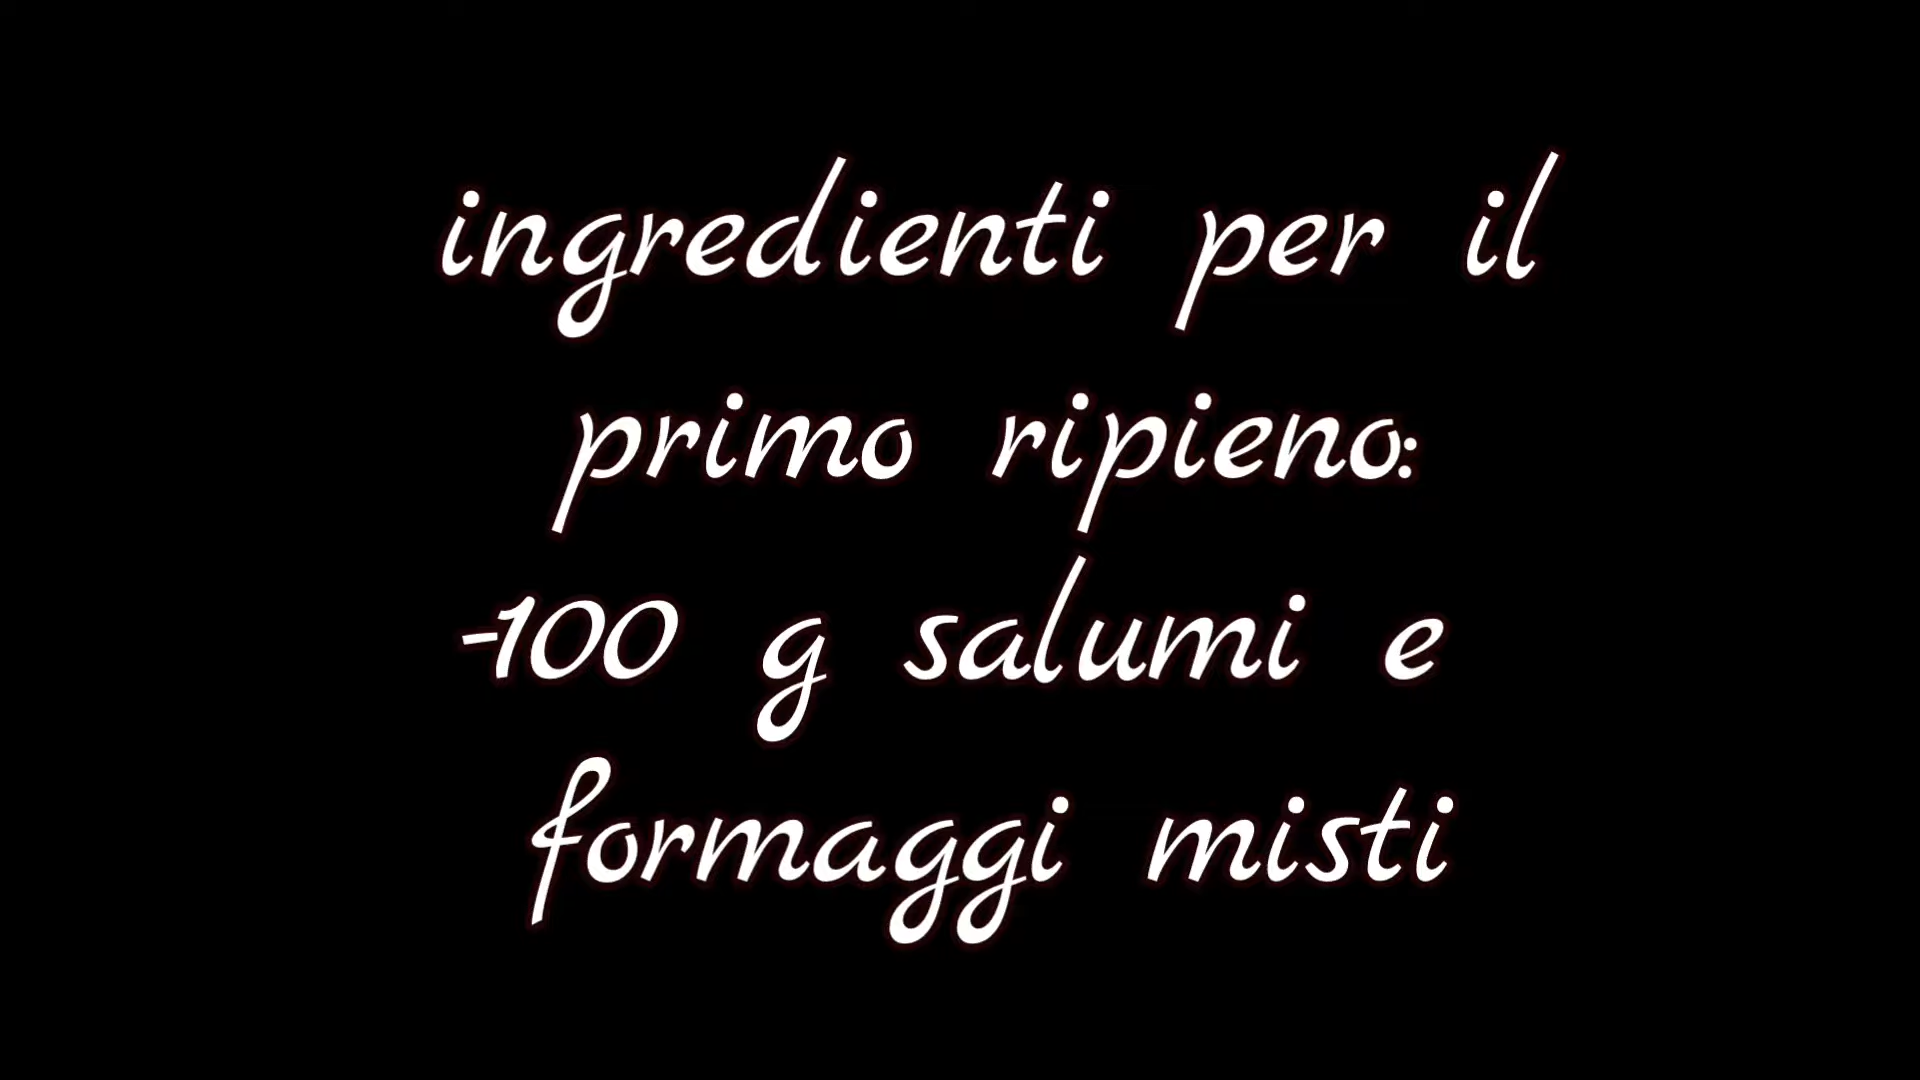 ingredienti per il
primo ripieno:
-100 g salumi e
formaggi misti